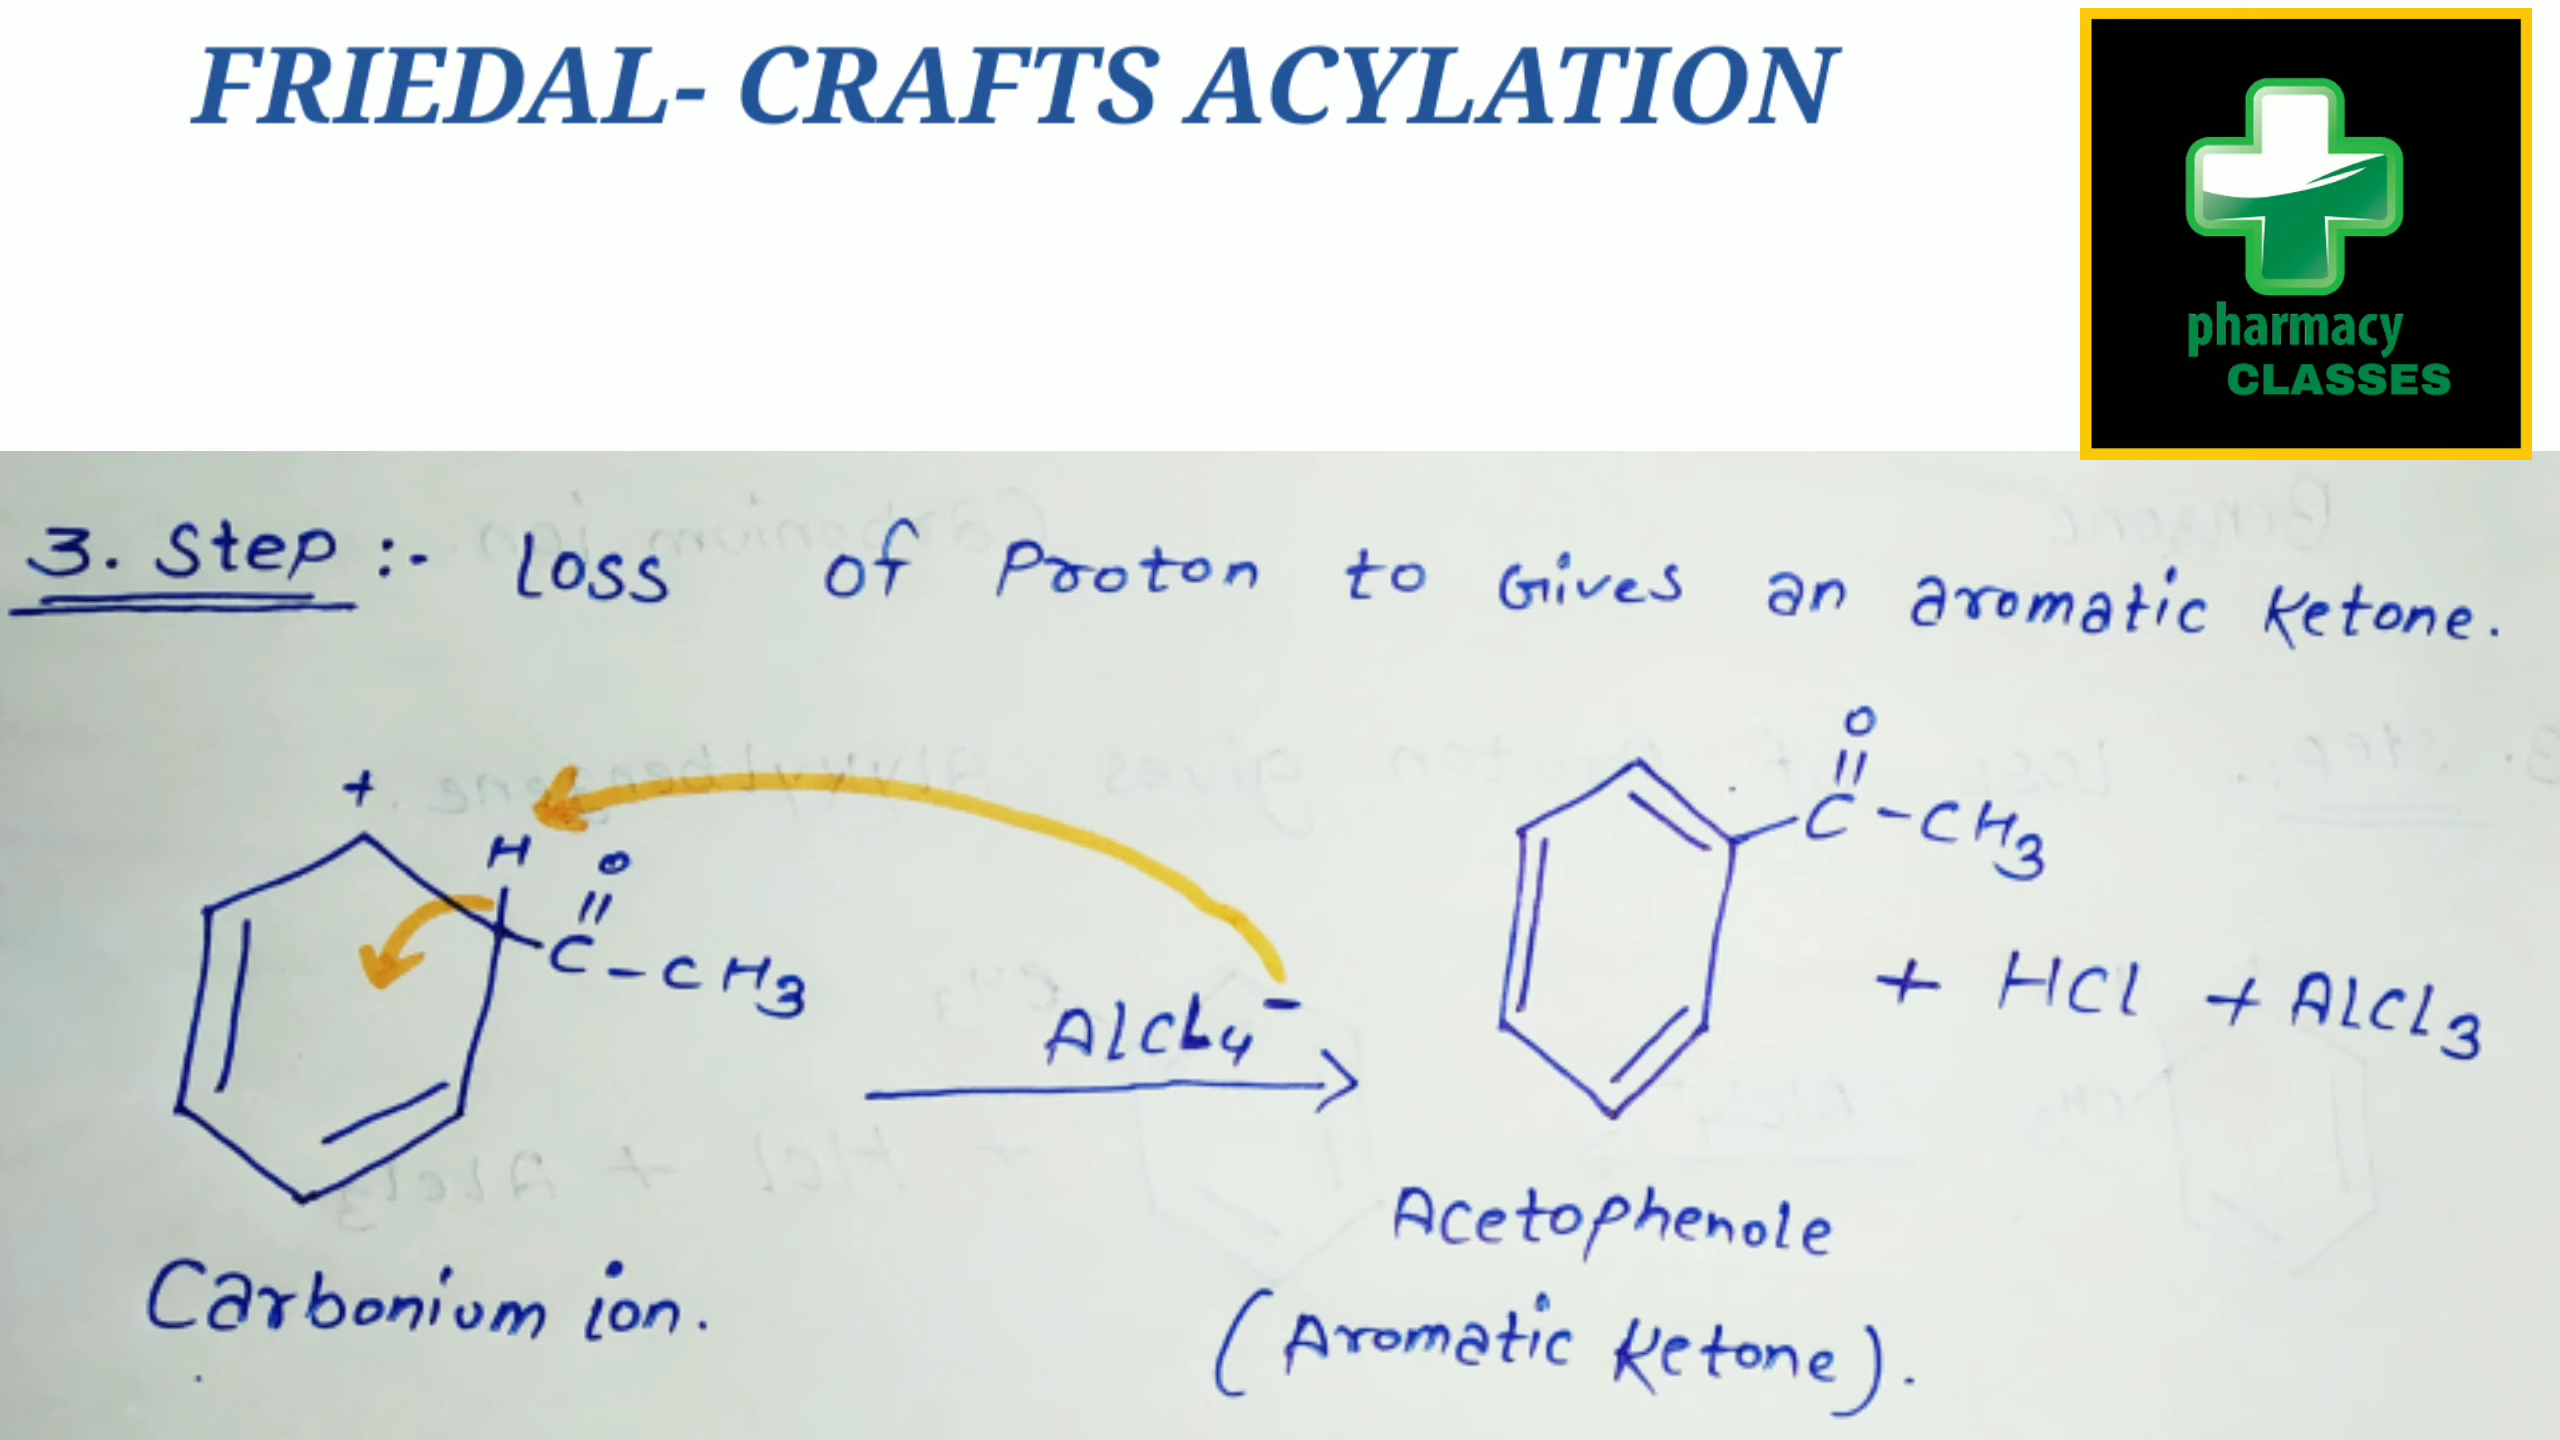 FRIEDAL- CRAFTS ACYLATION
pharmacy
CLASSES
3. Step :- Loss of Proton to Gives an aromatic Ketone.
+
H O
||
C - CH3
AlCl4-
O
||
C - CH3
+ HCl + AlCl3
Carbonium ion.
Acetophenole
(Aromatic Ketone).